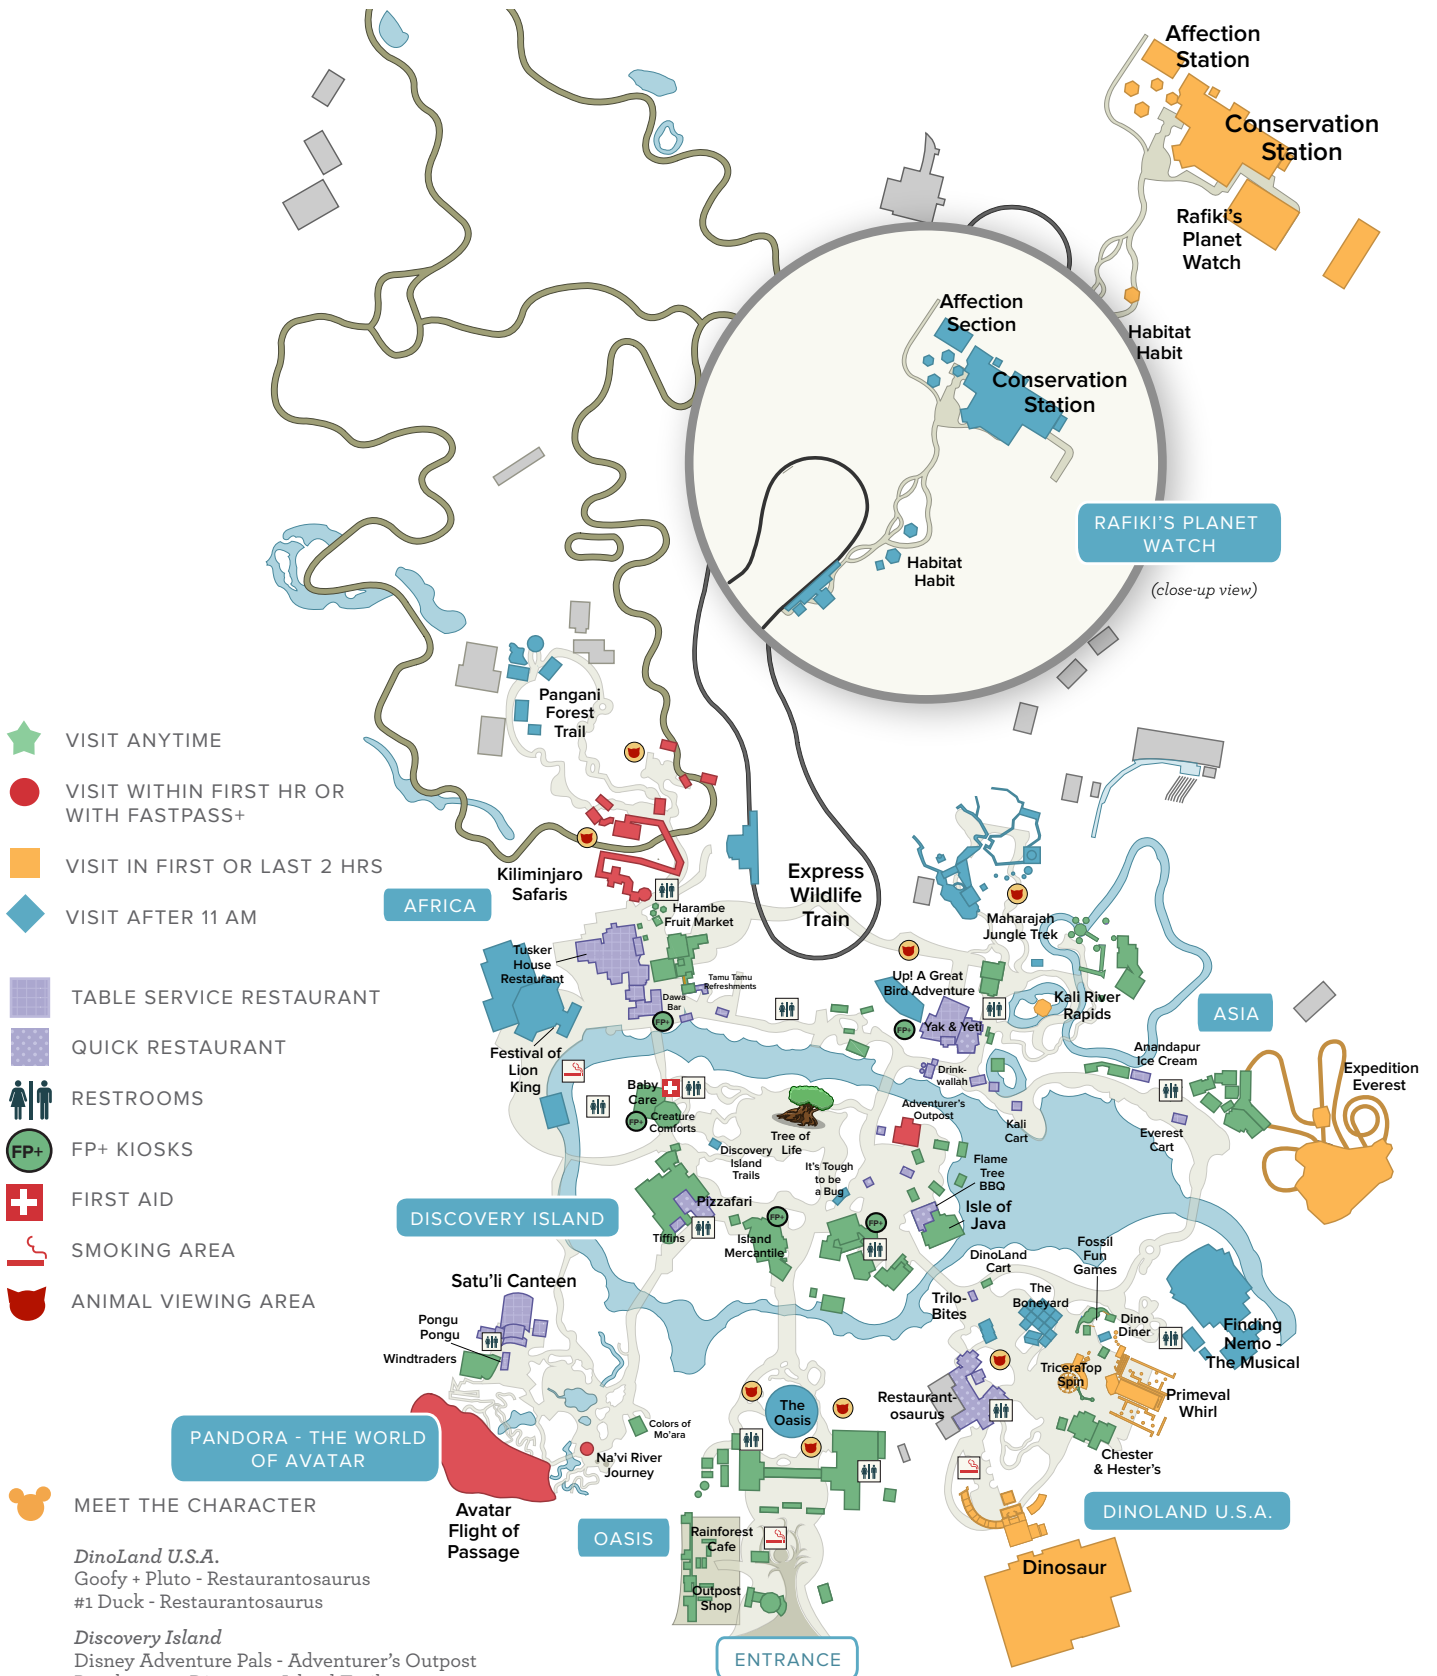 Affection
Station
Conservation
Station
Rafiki's
Planet
Watch
Habitat
Habit
Affection
Section
Conservation
Station
Habitat
Habit
RAFIKI'S PLANET
WATCH
(close-up view)
Pangani
Forest
Trail
VISIT ANYTIME
VISIT WITHIN FIRST HR OR
WITH FASTPASS+
VISIT IN FIRST OR LAST 2 HRS
VISIT AFTER 11 AM
TABLE SERVICE RESTAURANT
QUICK RESTAURANT
RESTROOMS
FP+
FP+ KIOSKS
FIRST AID
SMOKING AREA
ANIMAL VIEWING AREA
Kiliminjaro
Safaris
AFRICA
Harambe
Fruit Market
Express
Wildlife
Train
Maharajah
Jungle Trek
Tusker
House
Restaurant
Tamu Tamu
Refreshments
Dawa
Bar
FP+
Up! A Great
Bird Adventure
FP+
Yak & Yeti
Kali River
Rapids
ASIA
Festival of
Lion
King
Anandapur
Ice Cream
Expedition
Everest
Drink-
wallah
Baby
Care
FP+
Creature
Comforts
Adventurer's
Outpost
Kali
Cart
Everest
Cart
Tree of
Life
Discovery
Island
Trails
It's Tough
to be
a Bug
Flame
Tree
BBQ
DISCOVERY ISLAND
Pizzafari
Tiffins
FP+
Island
Mercantile
FP+
Isle of
Java
DinoLand
Cart
Fossil
Fun
Games
Satu'li Canteen
Pongu
Pongu
Windtraders
Trilo-
Bites
The
Boneyard
Dino
Diner
Finding
Nemo -
The Musical
TriceraTop
Spin
Primeval
Whirl
Restaurant-
osaurus
The
Oasis
Colors of
Mo'ara
Na'vi River
Journey
PANDORA - THE WORLD
OF AVATAR
Chester
& Hester's
Avatar
Flight of
Passage
OASIS
DINOLAND U.S.A.
Rainforest
Cafe
Outpost
Shop
Dinosaur
ENTRANCE
MEET THE CHARACTER
DinoLand U.S.A.
Goofy + Pluto - Restaurantosaurus
#1 Duck - Restaurantosaurus
Discovery Island
Disney Adventure Pals - Adventurer's Outpost